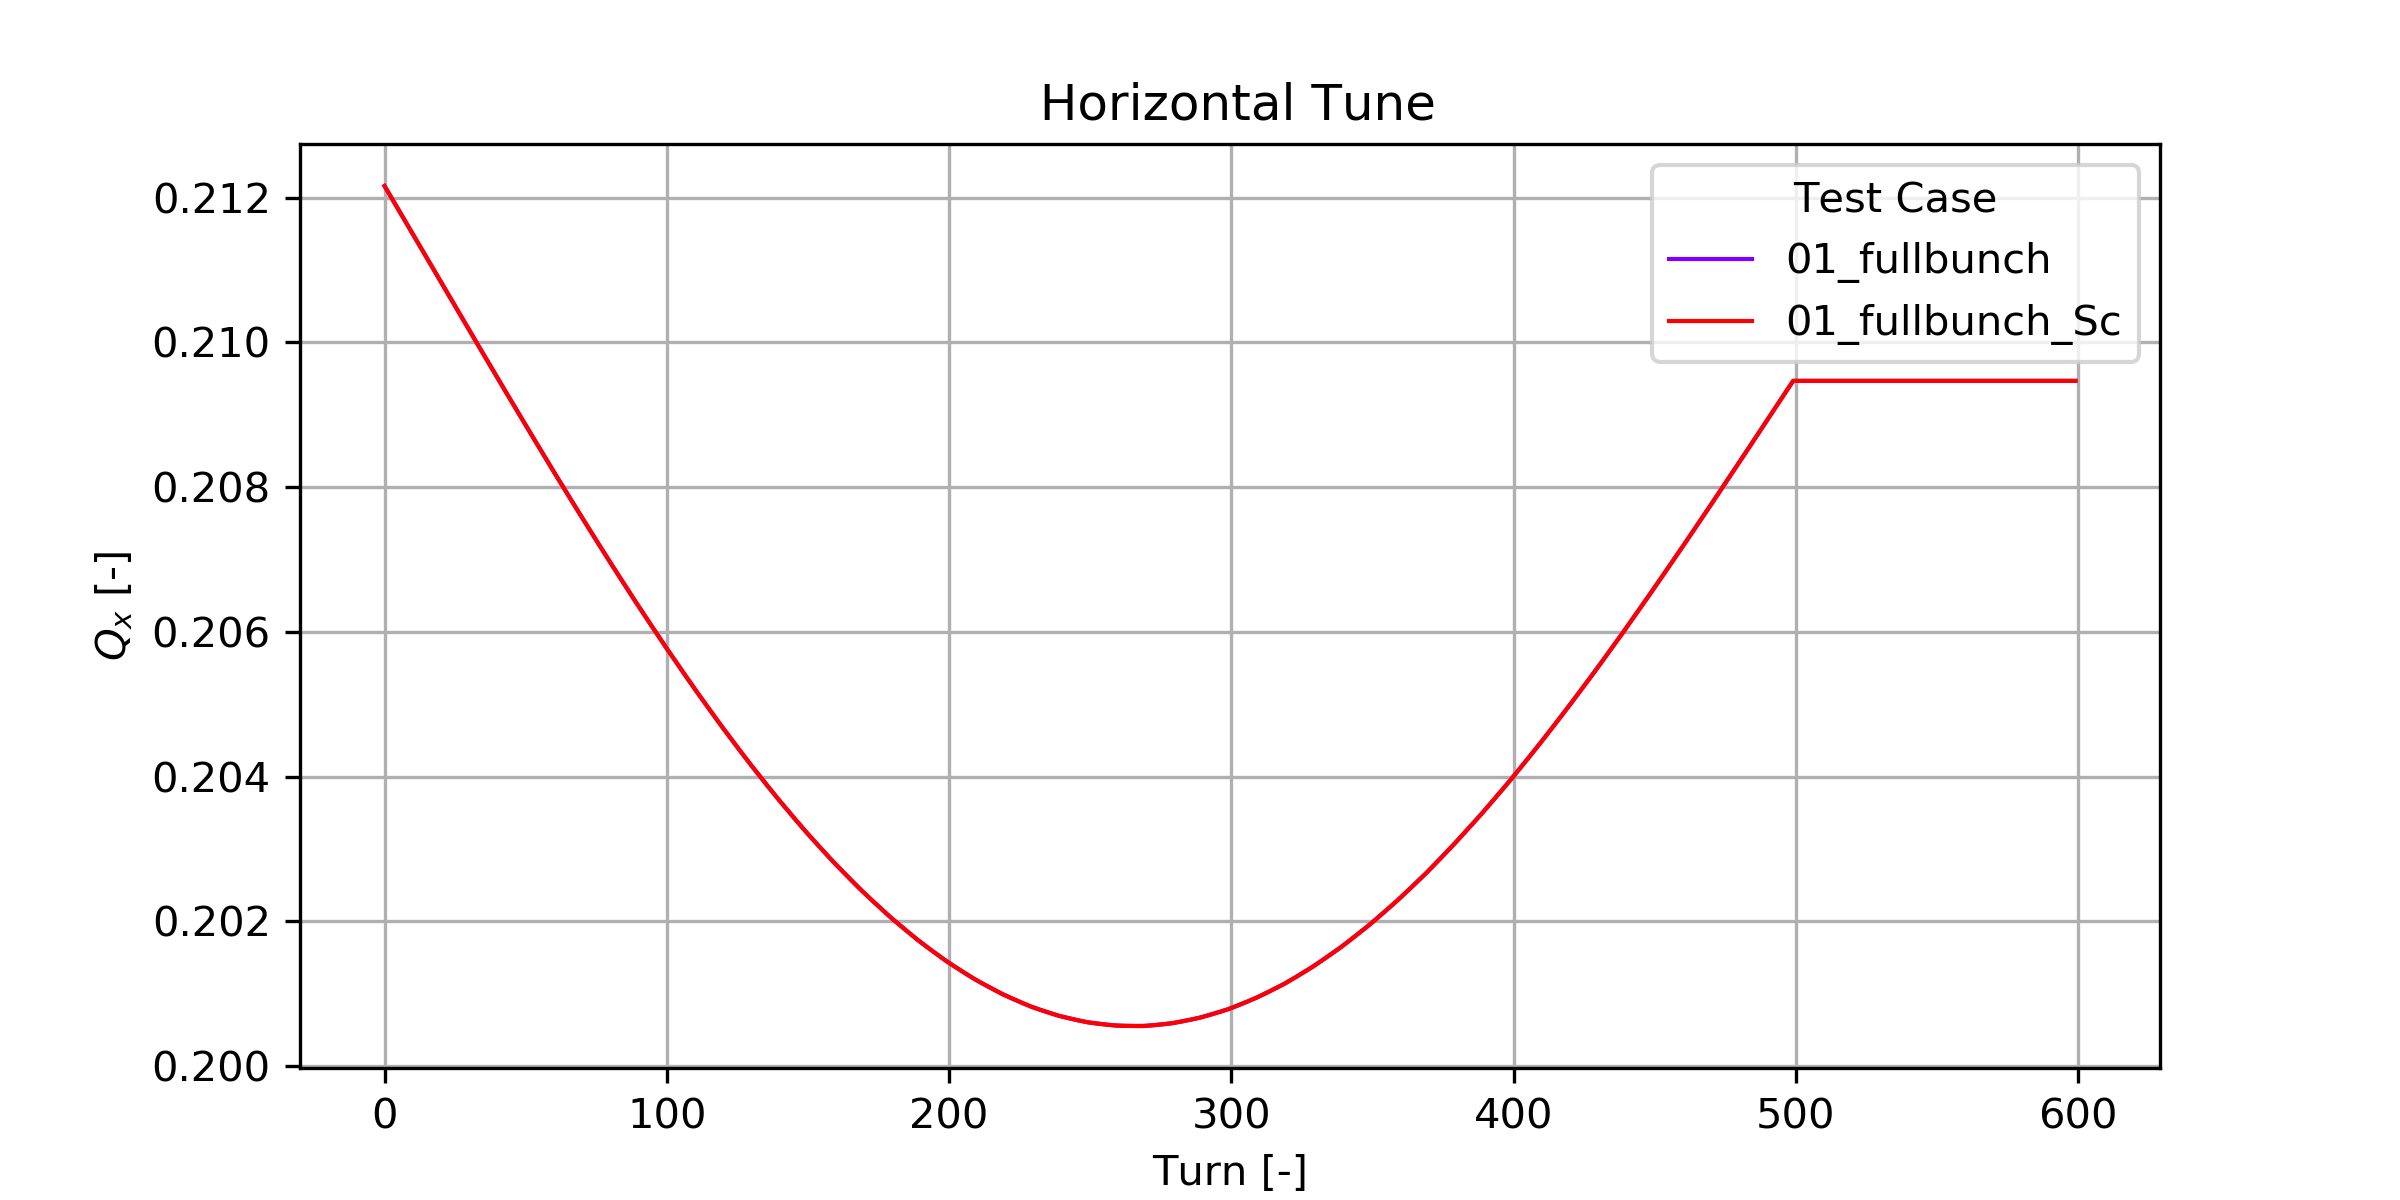 Horizontal Tune
Test Case
01_fullbunch
01_fullbunch_Sc
0.212
0.210
0.208
0.206
0.204
0.202
0.200
Qx [-]
0 100 200 300 400 500 600
Turn [-]